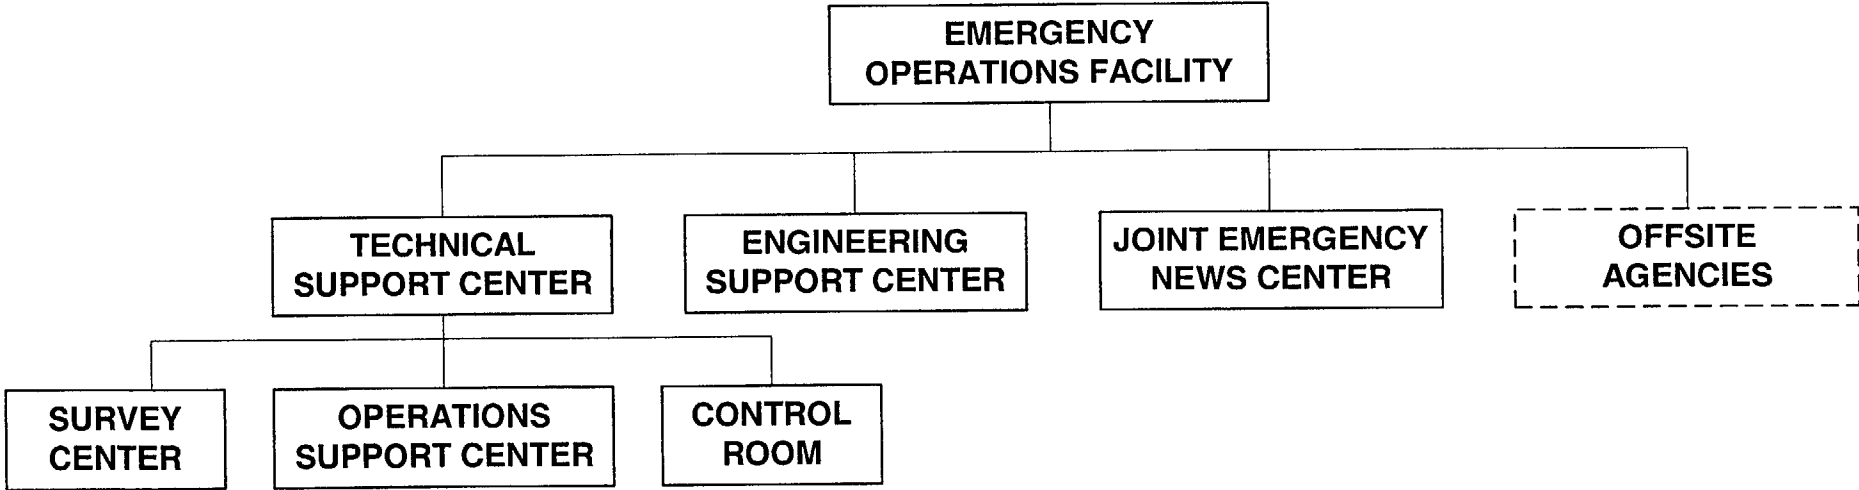 EMERGENCY
OPERATIONS FACILITY
TECHNICAL
SUPPORT CENTER
ENGINEERING
SUPPORT CENTER
JOINT EMERGENCY
NEWS CENTER
OFFSITE
AGENCIES
SURVEY
CENTER
OPERATIONS
SUPPORT CENTER
CONTROL
ROOM